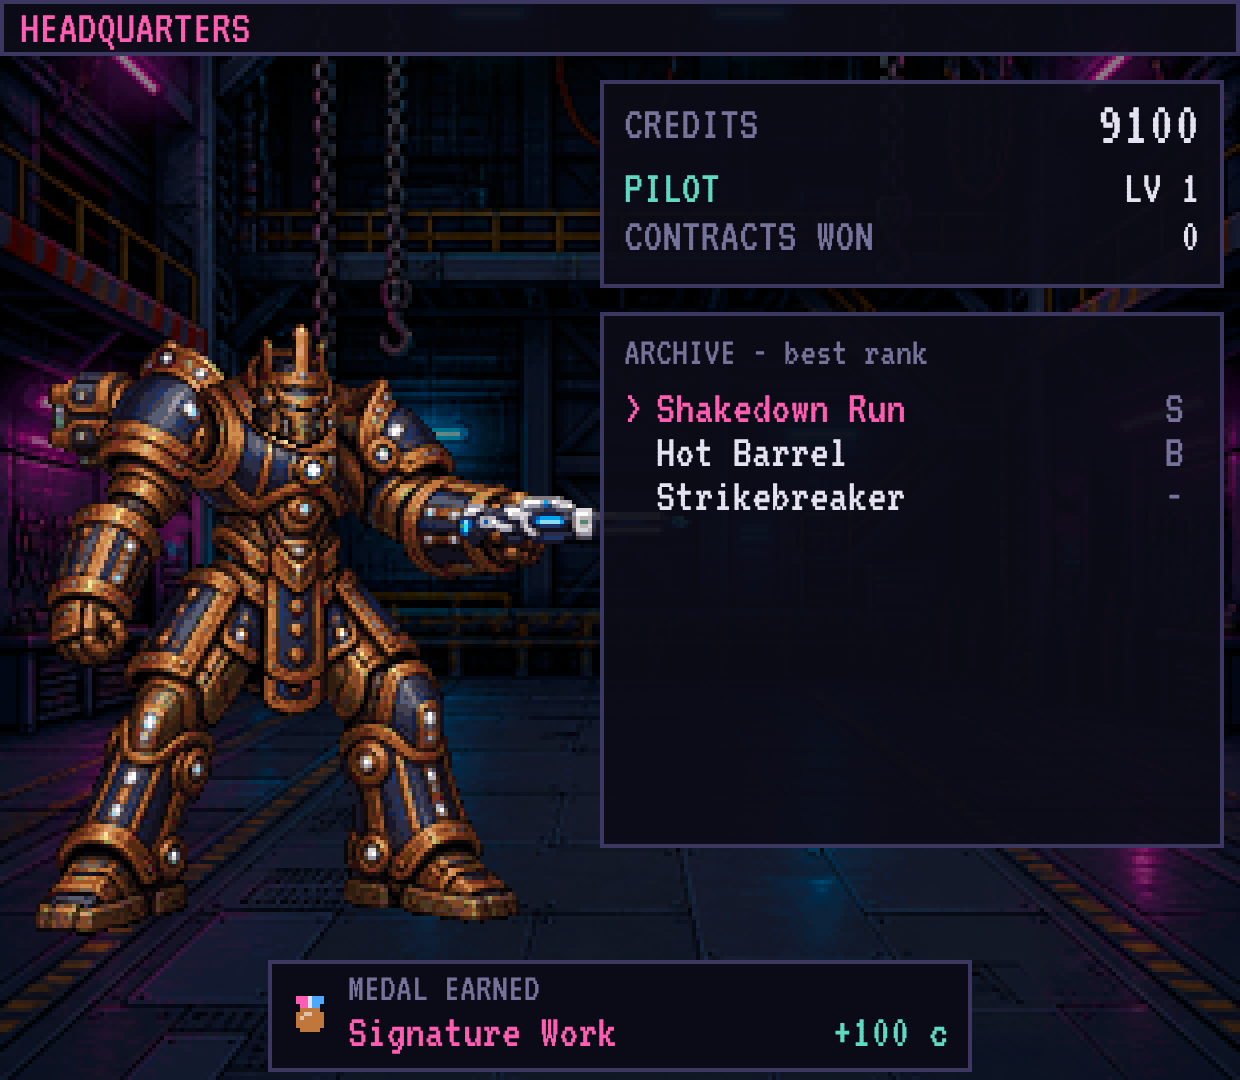 HEADQUARTERS
CREDITS 9100
PILOT LV 1
CONTRACTS WON 0
ARCHIVE - best rank
> Shakedown Run S
Hot Barrel B
Strikebreaker -
MEDAL EARNED
Signature Work +100 c